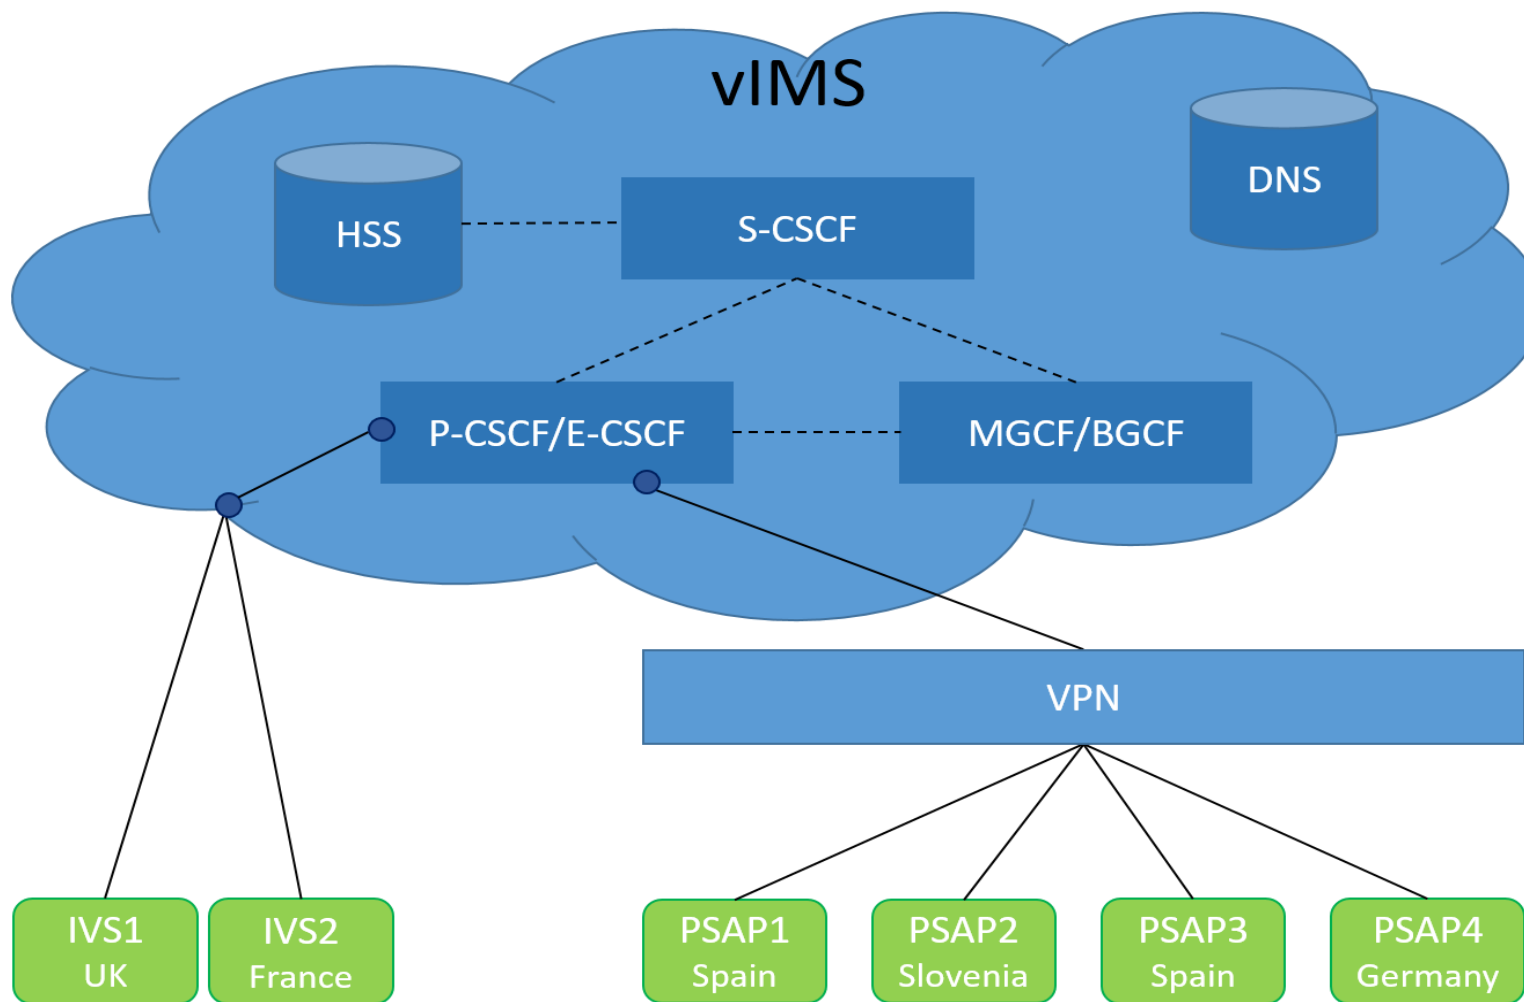 vIMS
DNS
HSS
S-CSCF
P-CSCF/E-CSCF
MGCF/BGCF
VPN
IVS1
UK
IVS2
France
PSAP1
Spain
PSAP2
Slovenia
PSAP3
Spain
PSAP4
Germany